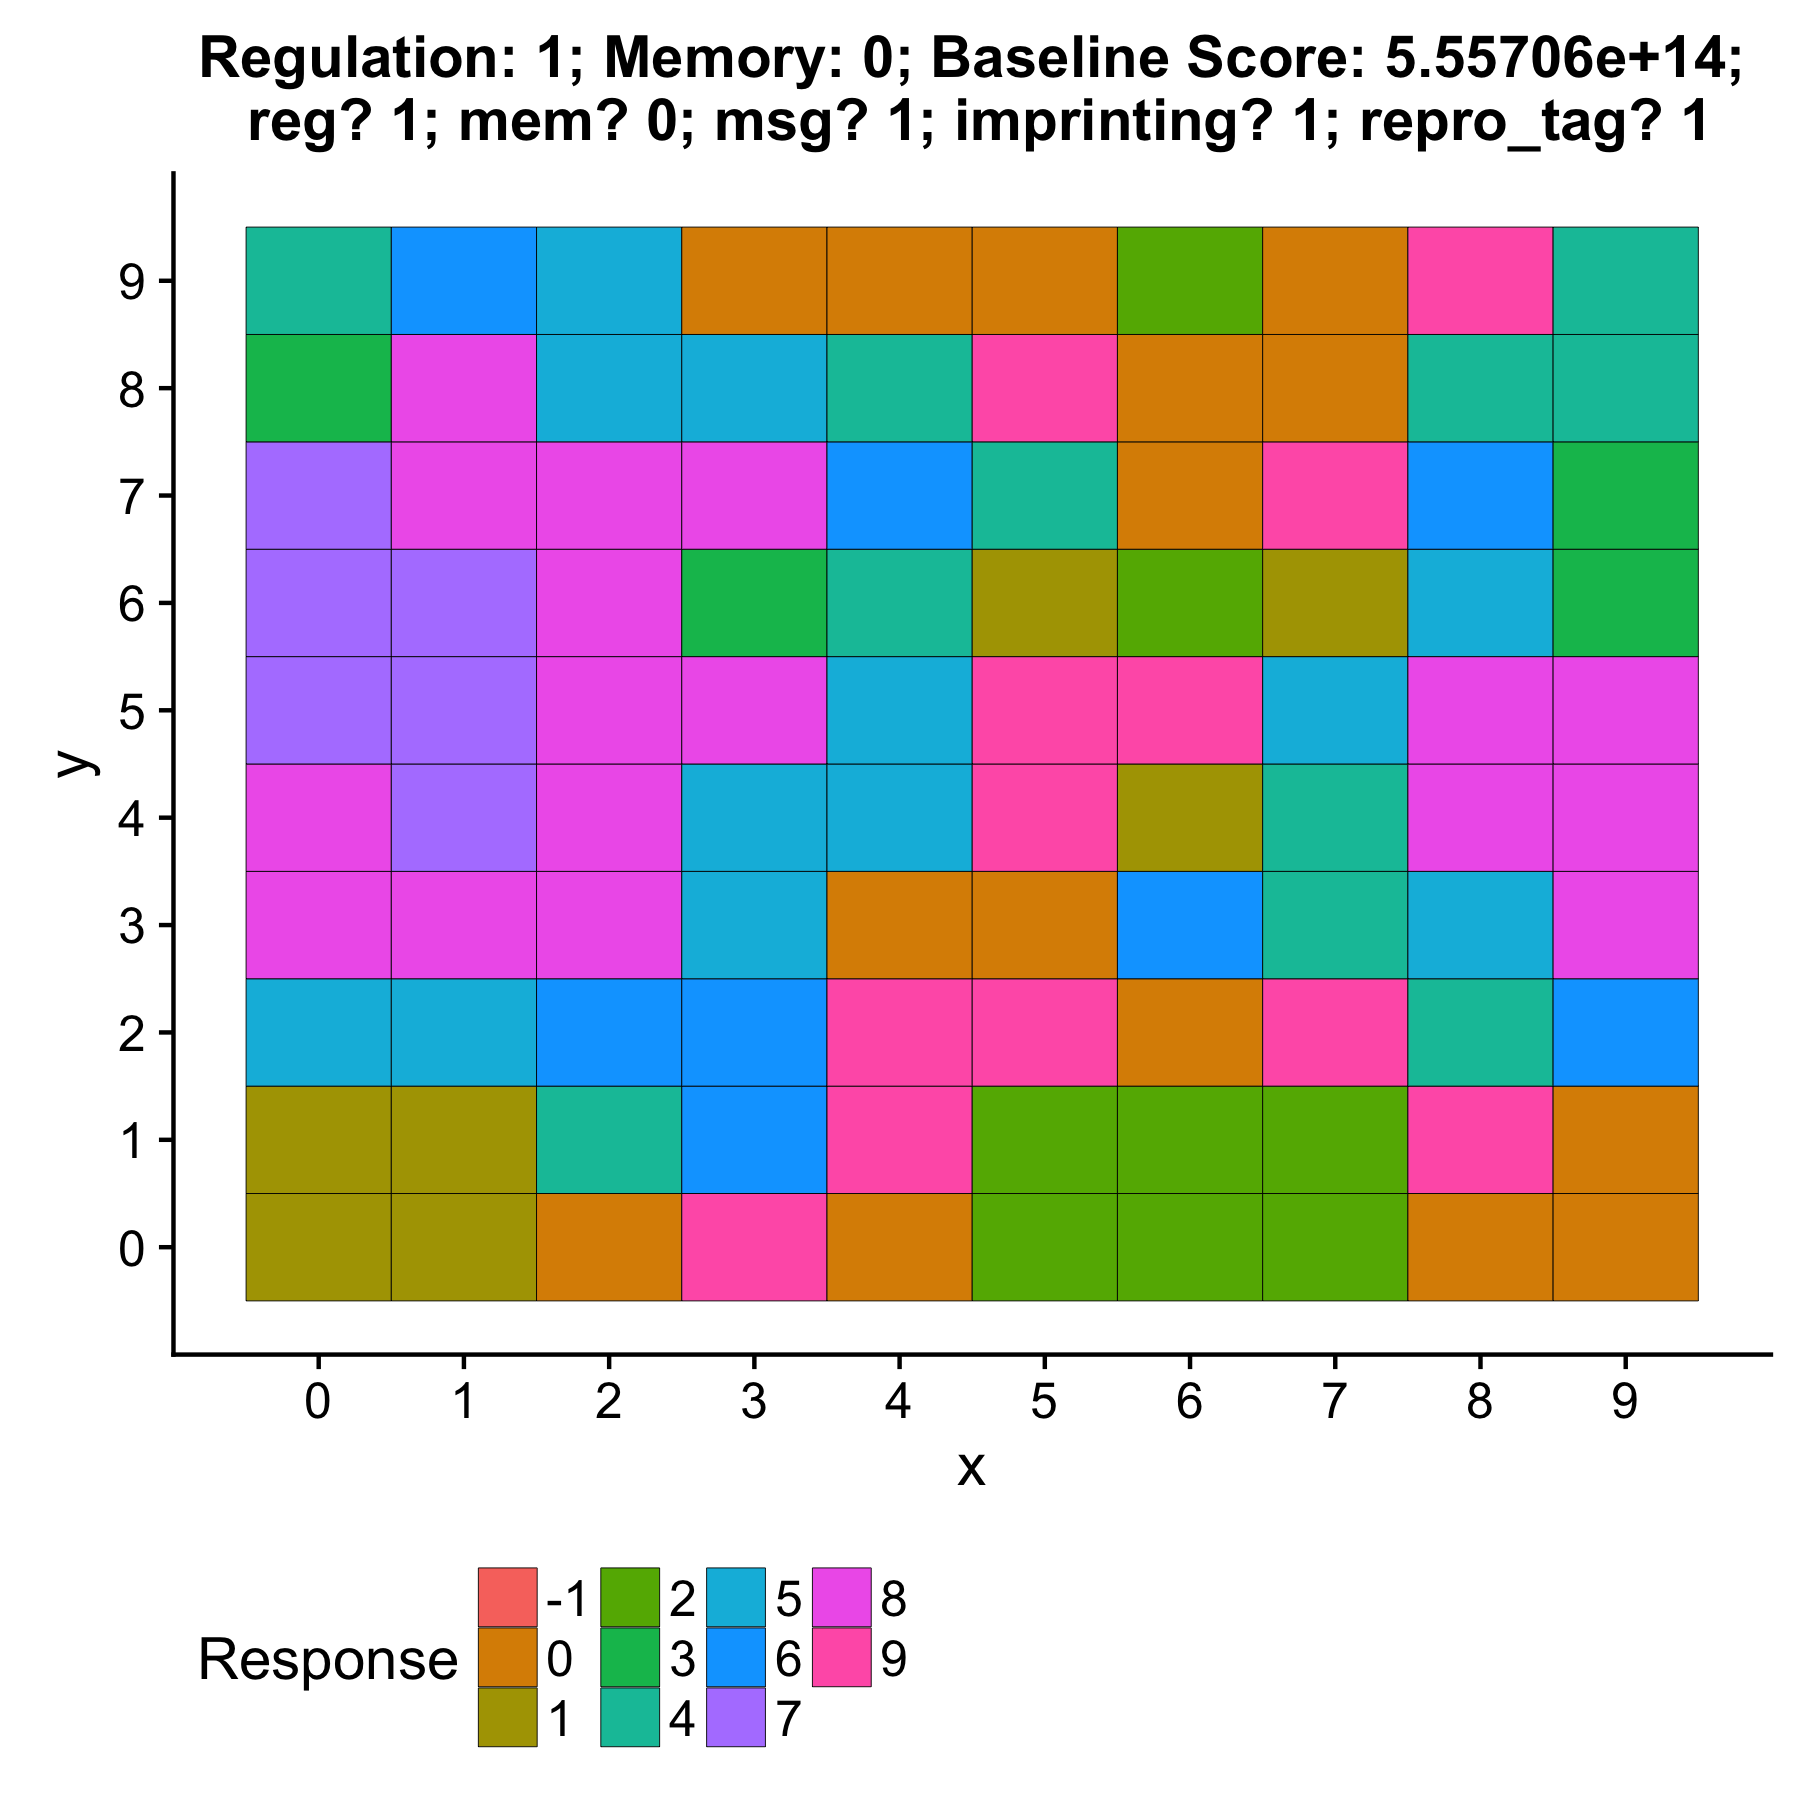 Regulation: 1; Memory: 0; Baseline Score: 5.55706e+14;
reg? 1; mem? 0; msg? 1; imprinting? 1; repro_tag? 1
9
8
7
6
5
4
3
2
1
0
y
0 1 2 3 4 5 6 7 8 9
x
Response
-1 2 5 8
0 3 6 9
1 4 7